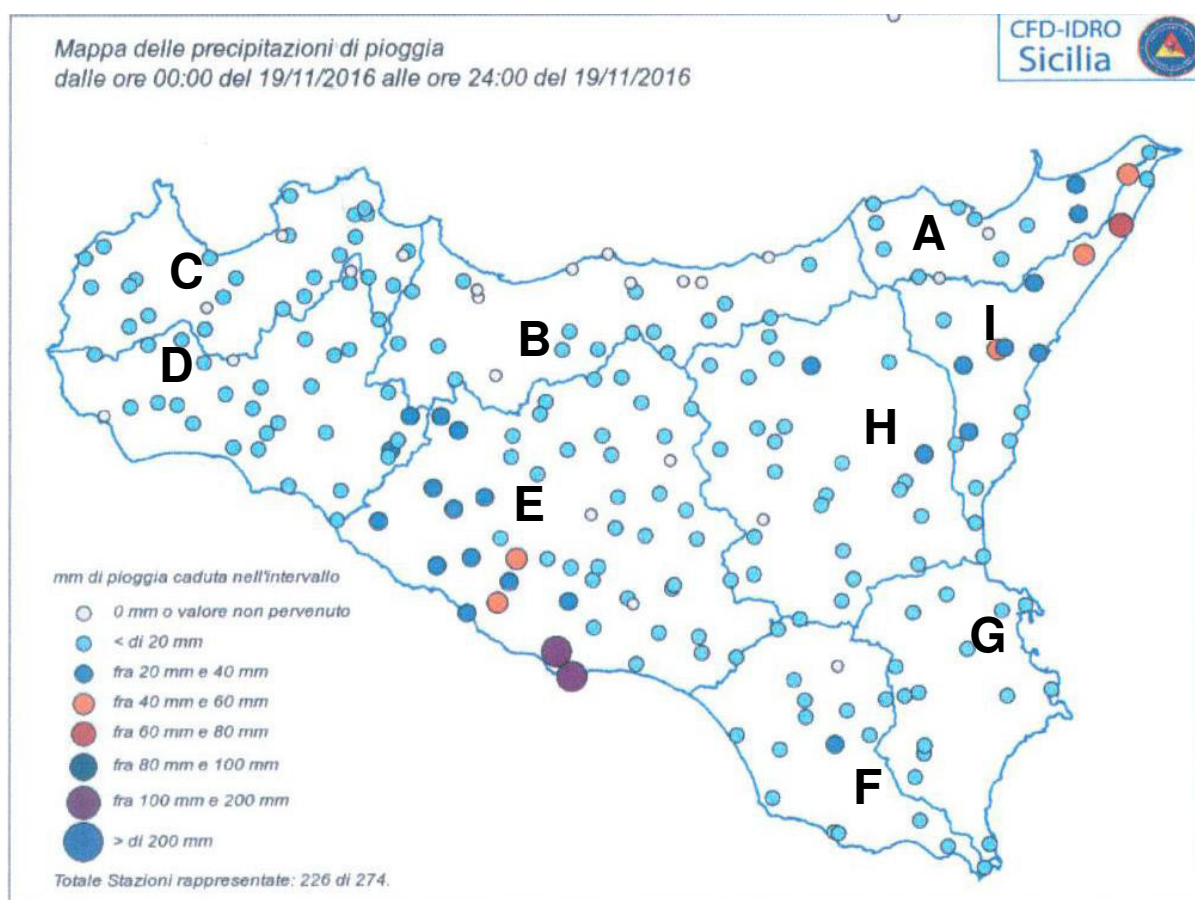 Mappa delle precipitazioni di pioggia
dalle ore 00:00 del 19/11/2016 alle ore 24:00 del 19/11/2016
CFD-IDRO
Sicilia
A
C
I
B
D
H
E
G
F
mm di pioggia caduta nell'intervallo
0 mm o valore non pervenuto
< di 20 mm
fra 20 mm e 40 mm
fra 40 mm e 60 mm
fra 60 mm e 80 mm
fra 80 mm e 100 mm
fra 100 mm e 200 mm
> di 200 mm
Totale Stazioni rappresentate: 226 di 274.